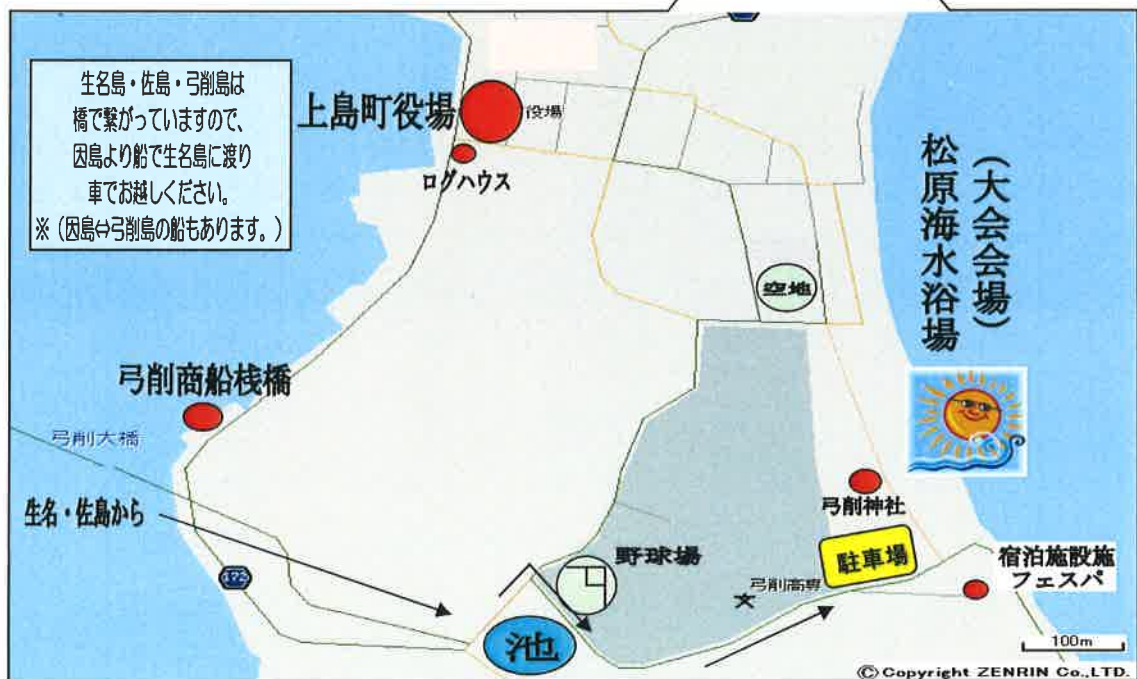 生名島・佐島・弓削島は
橋で繋がっていますので、
因島より船で生名島に渡り
車でお越しください。
※（因島⇔弓削島の船もあります。）
上島町役場
役場
ログハウス
（大会会場）
松原海水浴場
空地
弓削商船桟橋
弓削大橋
生名・佐島から
172
弓削神社
野球場
駐車場
宿泊施設施
フェスパ
弓削高専
池
100m
©Copyright ZENRIN Co.,LTD.